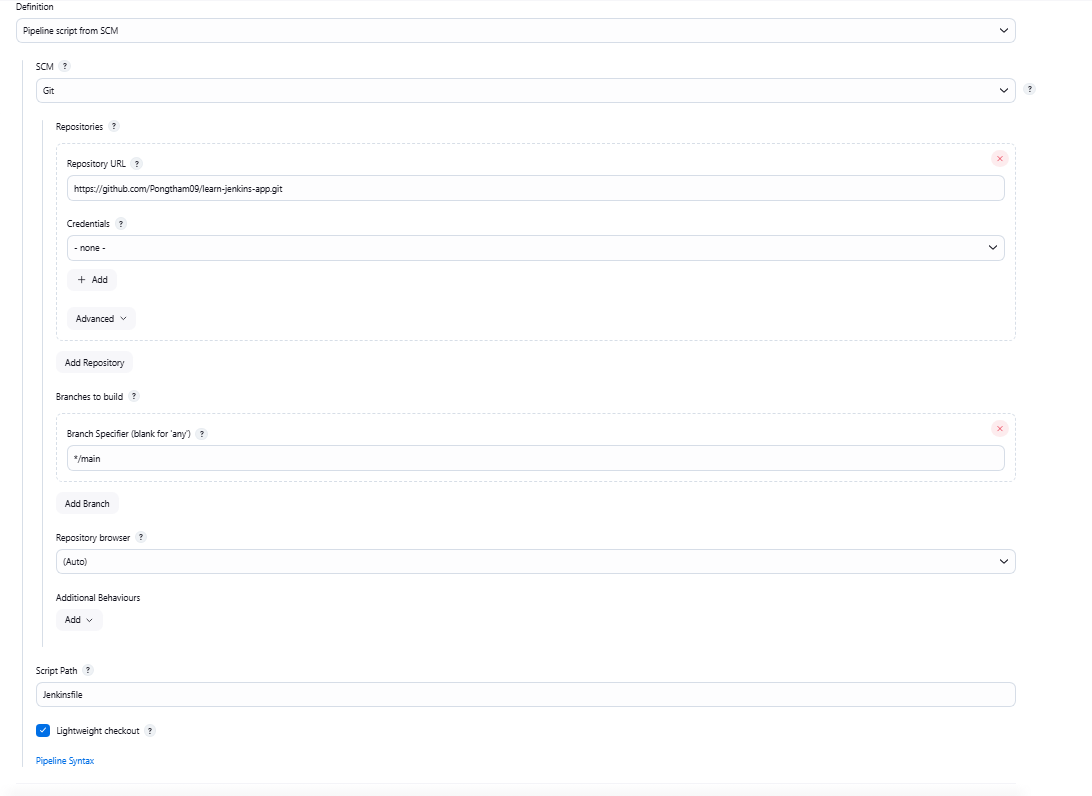 Definition
Pipeline script from SCM
SCM ?
Git
?
Repositories ?
Repository URL ?
https://github.com/Pongtham09/learn-jenkins-app.git
Credentials ?
- none -
+ Add
Advanced
Add Repository
Branches to build ?
Branch Specifier (blank for 'any') ?
*/main
Add Branch
Repository browser ?
(Auto)
Additional Behaviours
Add
Script Path ?
Jenkinsfile
Lightweight checkout ?
Pipeline Syntax